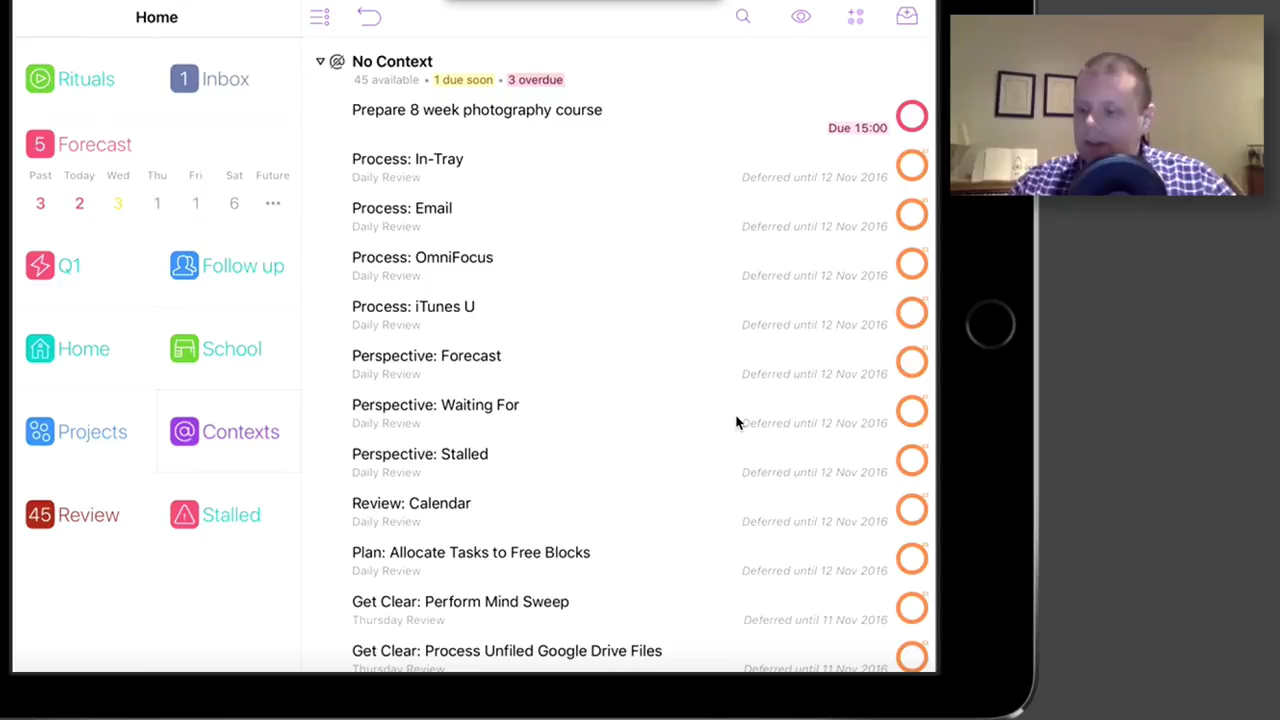 Home
Rituals
1 Inbox
5 Forecast
Past Today Wed Thu Fri Sat Future
3 2 3 1 1 6 •••
Q1
Follow up
Home
School
Projects
@ Contexts
45 Review
Stalled
No Context
45 available • 1 due soon • 3 overdue
Prepare 8 week photography course
Due 15:00
Process: In-Tray
Daily Review Deferred until 12 Nov 2016
Process: Email
Daily Review Deferred until 12 Nov 2016
Process: OmniFocus
Daily Review Deferred until 12 Nov 2016
Process: iTunes U
Daily Review Deferred until 12 Nov 2016
Perspective: Forecast
Daily Review Deferred until 12 Nov 2016
Perspective: Waiting For
Daily Review Deferred until 12 Nov 2016
Perspective: Stalled
Daily Review Deferred until 12 Nov 2016
Review: Calendar
Daily Review Deferred until 12 Nov 2016
Plan: Allocate Tasks to Free Blocks
Daily Review Deferred until 12 Nov 2016
Get Clear: Perform Mind Sweep
Thursday Review Deferred until 11 Nov 2016
Get Clear: Process Unfiled Google Drive Files
Thursday Review Deferred until 11 Nov 2016